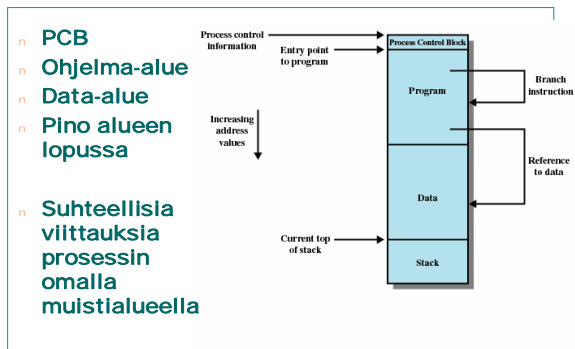 PCB
Ohjelma-alue
Data-alue
Pino alueen
lopussa
Suhteellisia
viittauksia
prosessin
omalla
muistialueella
Process control
information
Entry point
to program
Increasing
address
values
Current top
of stack
Process Control Block
Program
Data
Stack
Branch
instruction
Reference
to data